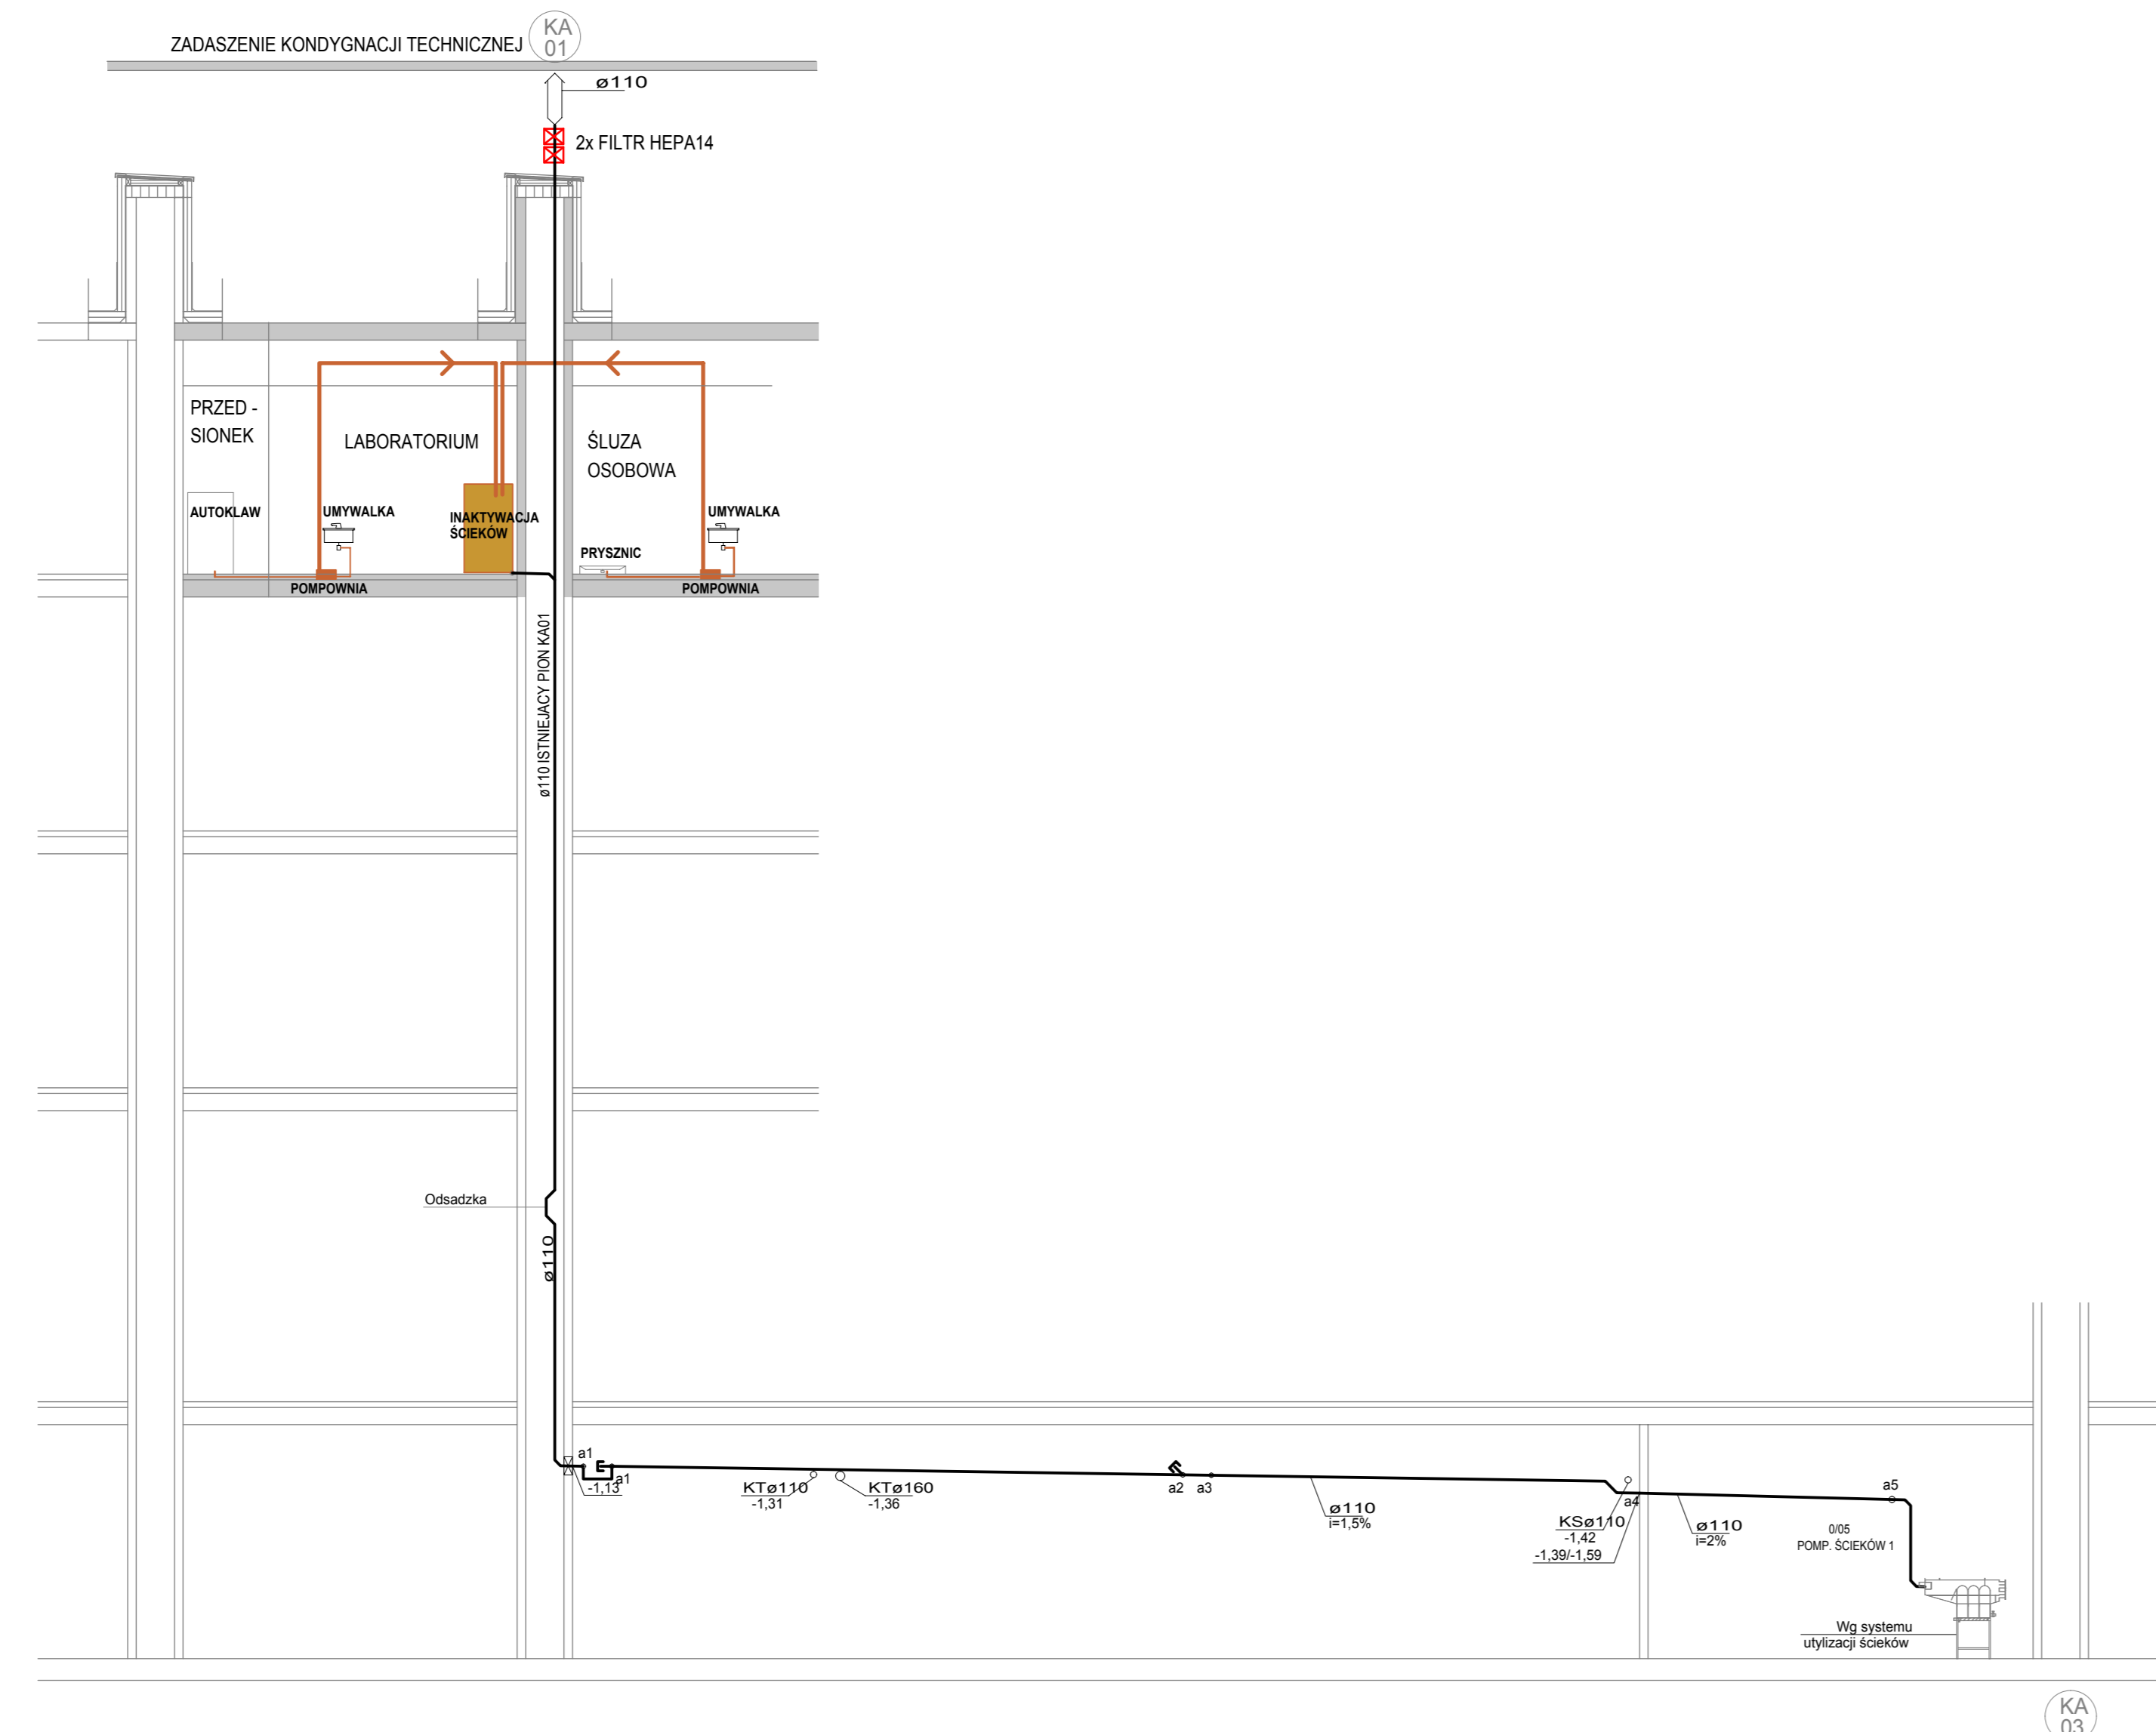 KA
01
ZADASZENIE KONDYGNACJI TECHNICZNEJ
ø110
2x FILTR HEPA14
PRZED -
SIONEK
LABORATORIUM
ŚLUZA
OSOBOWA
AUTOKLAW
UMYWALKA
INAKTYWACJA
ŚCIEKÓW
UMYWALKA
PRYSZNIC
POMPOWNIA
POMPOWNIA
ø110 ISTNIEJACY PION KA01
Odsadzka
ø110
a1
a1
-1,13
KTø110
-1,31
KTø160
-1,36
a2
a3
ø110
i=1,5%
KSø110
-1,42
-1,39/-1,59
a4
ø110
i=2%
a5
0/05
POMP. ŚCIEKÓW 1
Wg systemu
utylizacji ścieków
KA
03